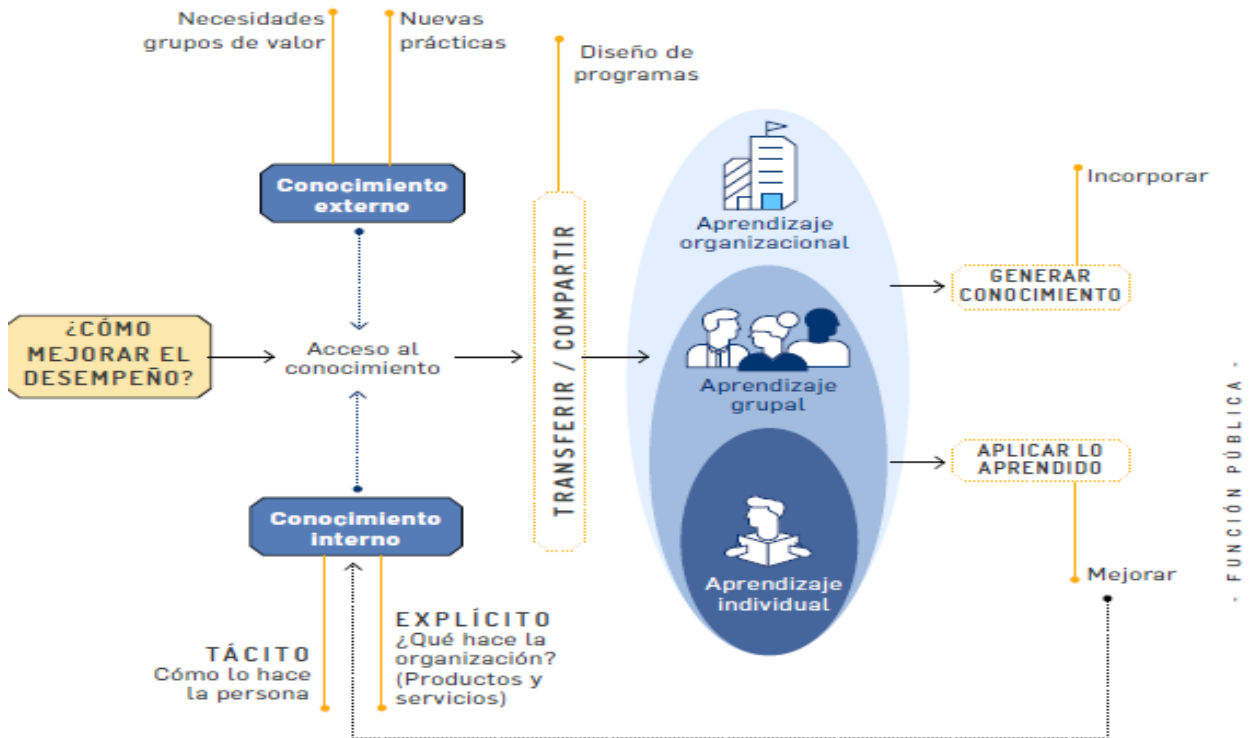 Necesidades
grupos de valor
Nuevas
prácticas
Diseño de
programas
Conocimiento
externo
¿CÓMO
MEJORAR EL
DESEMPEÑO?
Acceso al
conocimiento
Conocimiento
interno
TÁCITO
Cómo lo hace
la persona
EXPLÍCITO
¿Qué hace la
organización?
(Productos y
servicios)
TRANSFERIR / COMPARTIR
Aprendizaje
organizacional
Aprendizaje
grupal
Aprendizaje
individual
Incorporar
GENERAR
CONOCIMIENTO
APLICAR LO
APRENDIDO
Mejorar
- FUNCIÓN PÚBLICA -